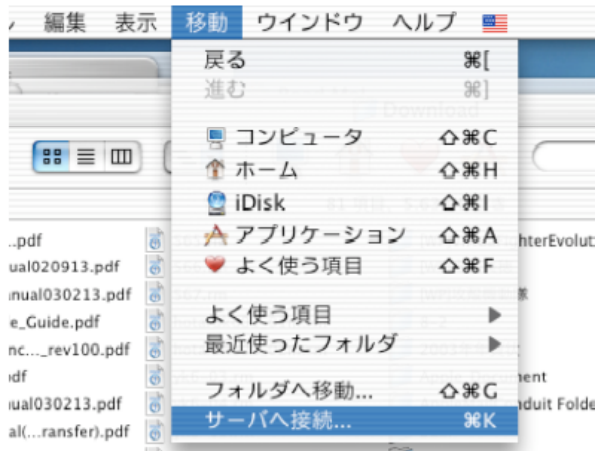 編集 表示 移動 ウインドウ ヘルプ
戻る ⌘[
進む ⌘]
Download
コンピュータ ⇧⌘C
ホーム ⇧⌘H
iDisk ⇧⌘I
アプリケーション ⇧⌘A
よく使う項目 ⇧⌘F
よく使う項目 ▶
最近使ったフォルダ ▶
フォルダへ移動... ⇧⌘G
サーバへ接続... ⌘K
...pdf
ual020913.pdf
anual030213.pdf
e_Guide.pdf
nc..._rev100.pdf
pdf
ual030213.pdf
al(...ransfer).pdf
hterEvoluti
ment
nduit Folde